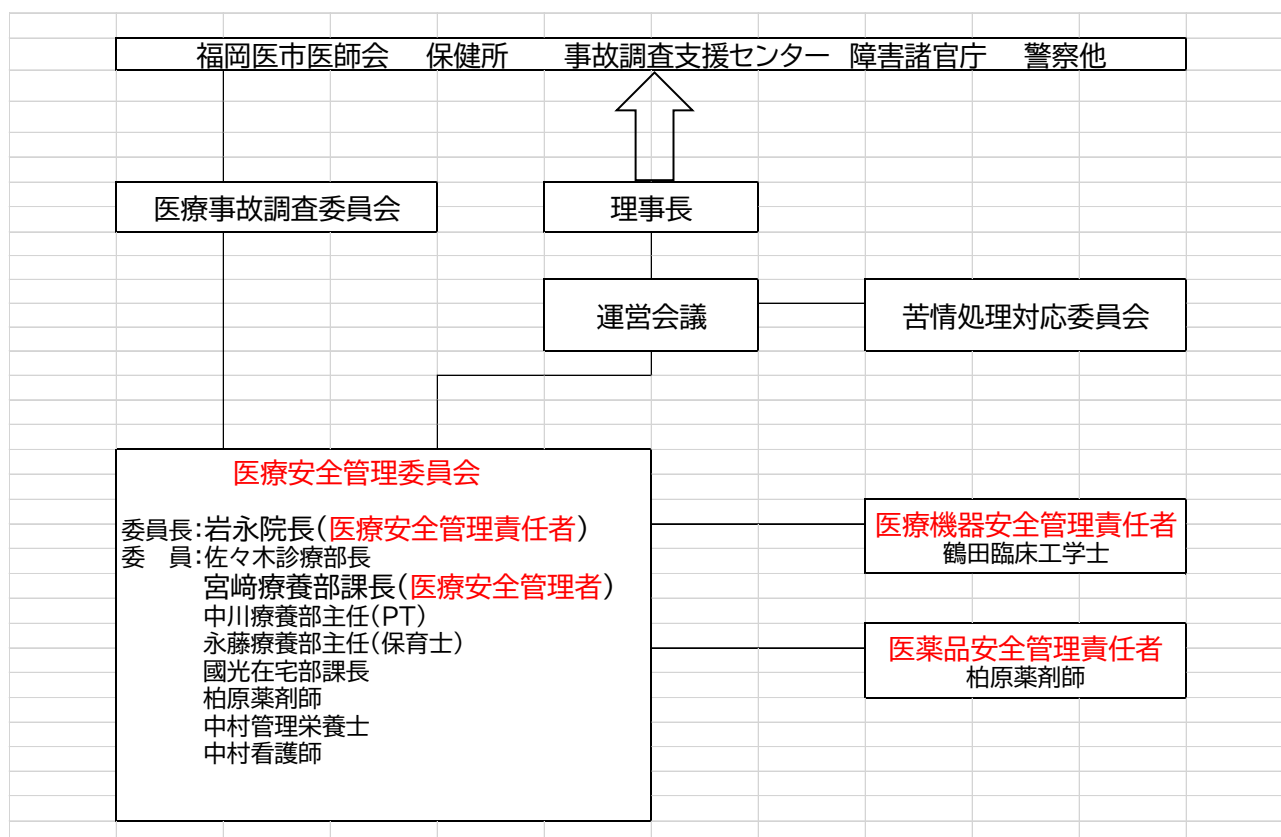 福岡医市医師会　保健所　事故調査支援センター　障害諸官庁　警察他
医療事故調査委員会
理事長
運営会議
苦情処理対応委員会
医療安全管理委員会
委員長：岩永院長（医療安全管理責任者）
委　員：佐々木診療部長
宮﨑療養部課長（医療安全管理者）
中川療養部主任（PT）
永藤療養部主任（保育士）
國光在宅部課長
柏原薬剤師
中村管理栄養士
中村看護師
医療機器安全管理責任者
鶴田臨床工学士
医薬品安全管理責任者
柏原薬剤師